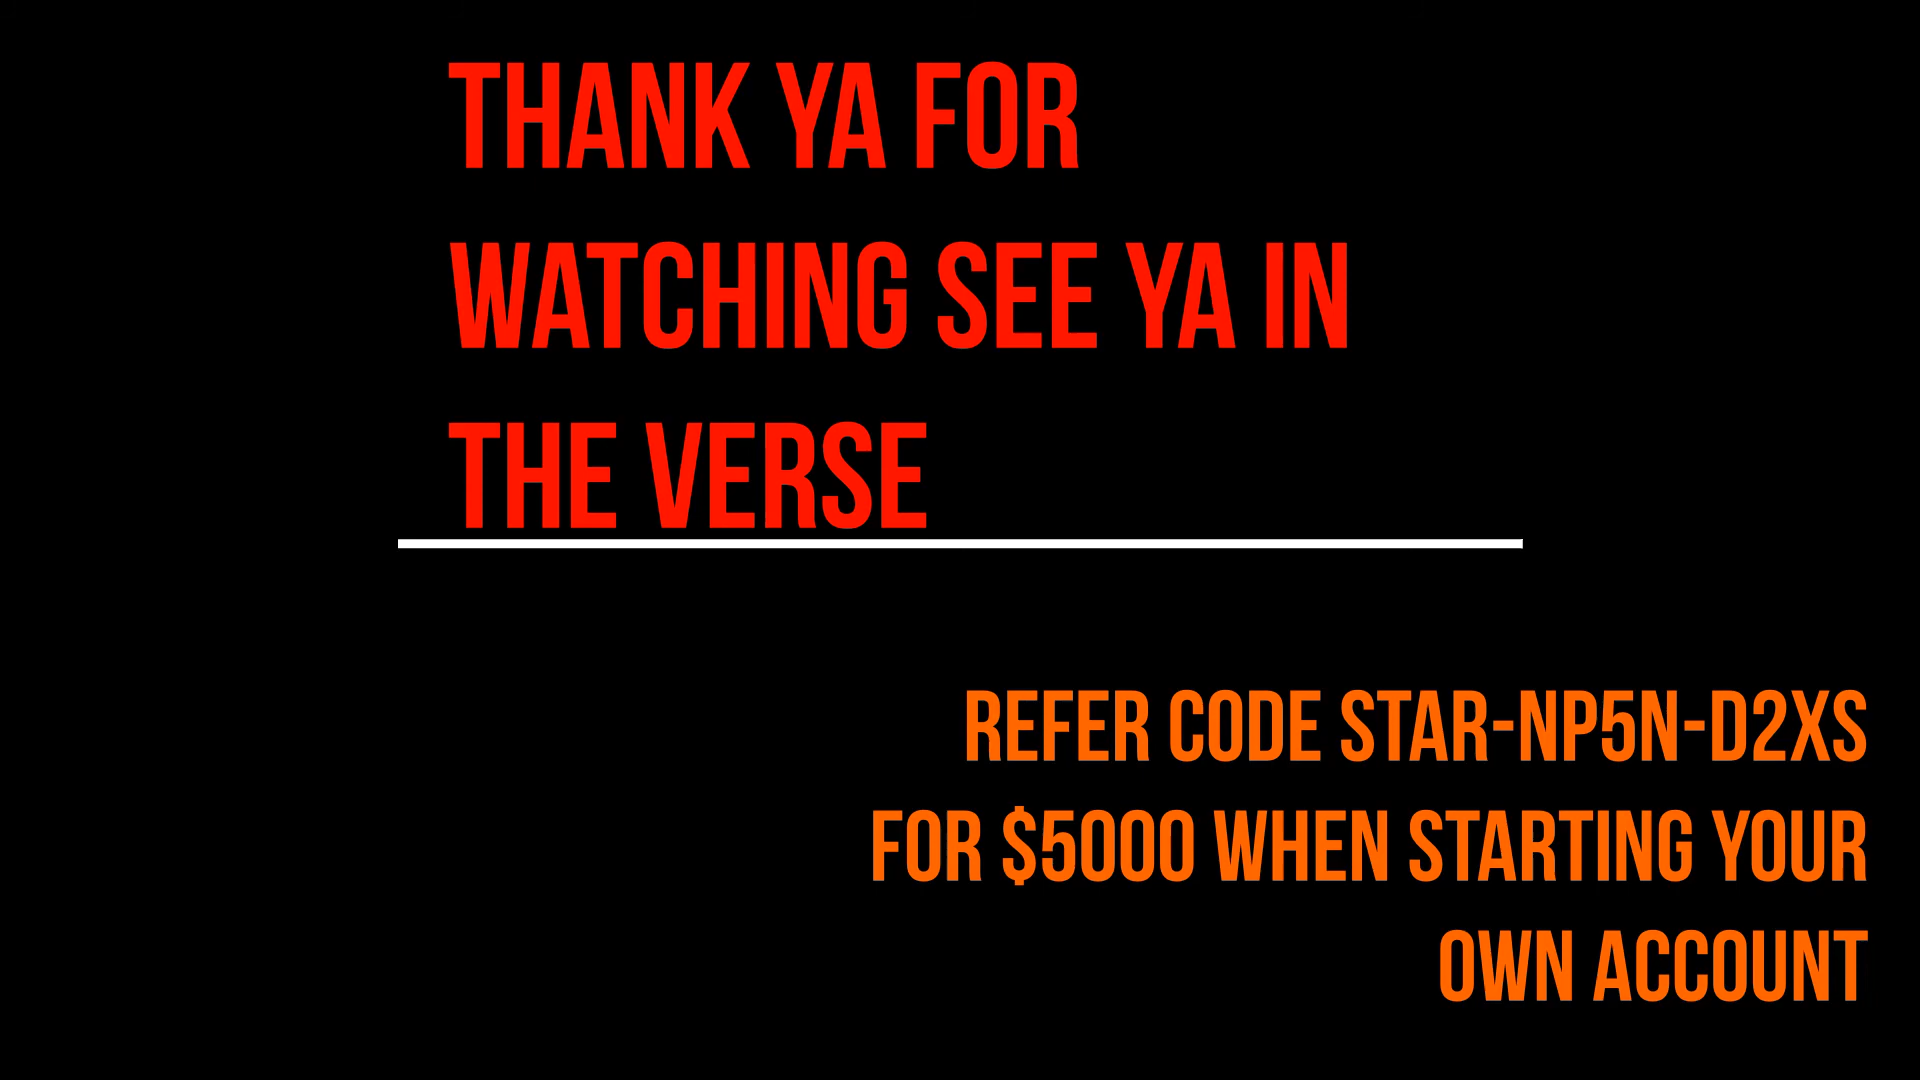 THANK YA FOR
WATCHING SEE YA IN
THE VERSE
REFER CODE STAR-NP5N-D2XS
FOR $5000 WHEN STARTING YOUR
OWN ACCOUNT